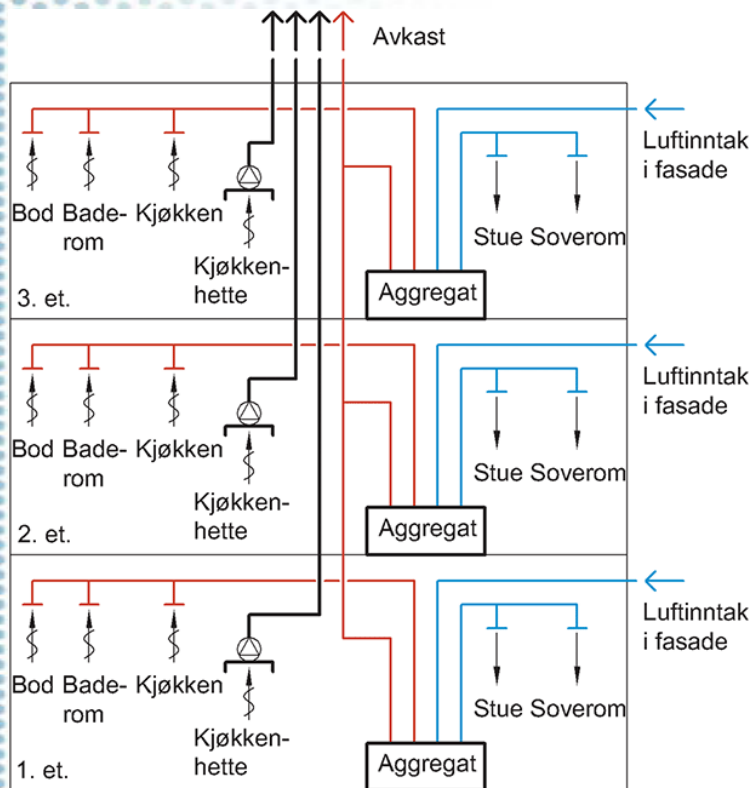 Avkast
Luftinntak
i fasade
Bod Bade-
rom
Kjøkken
Kjøkken-
hette
Stue Soverom
Aggregat
3. et.
Luftinntak
i fasade
Bod Bade-
rom
Kjøkken
Kjøkken-
hette
Stue Soverom
Aggregat
2. et.
Luftinntak
i fasade
Bod Bade-
rom
Kjøkken
Kjøkken-
hette
Stue Soverom
Aggregat
1. et.